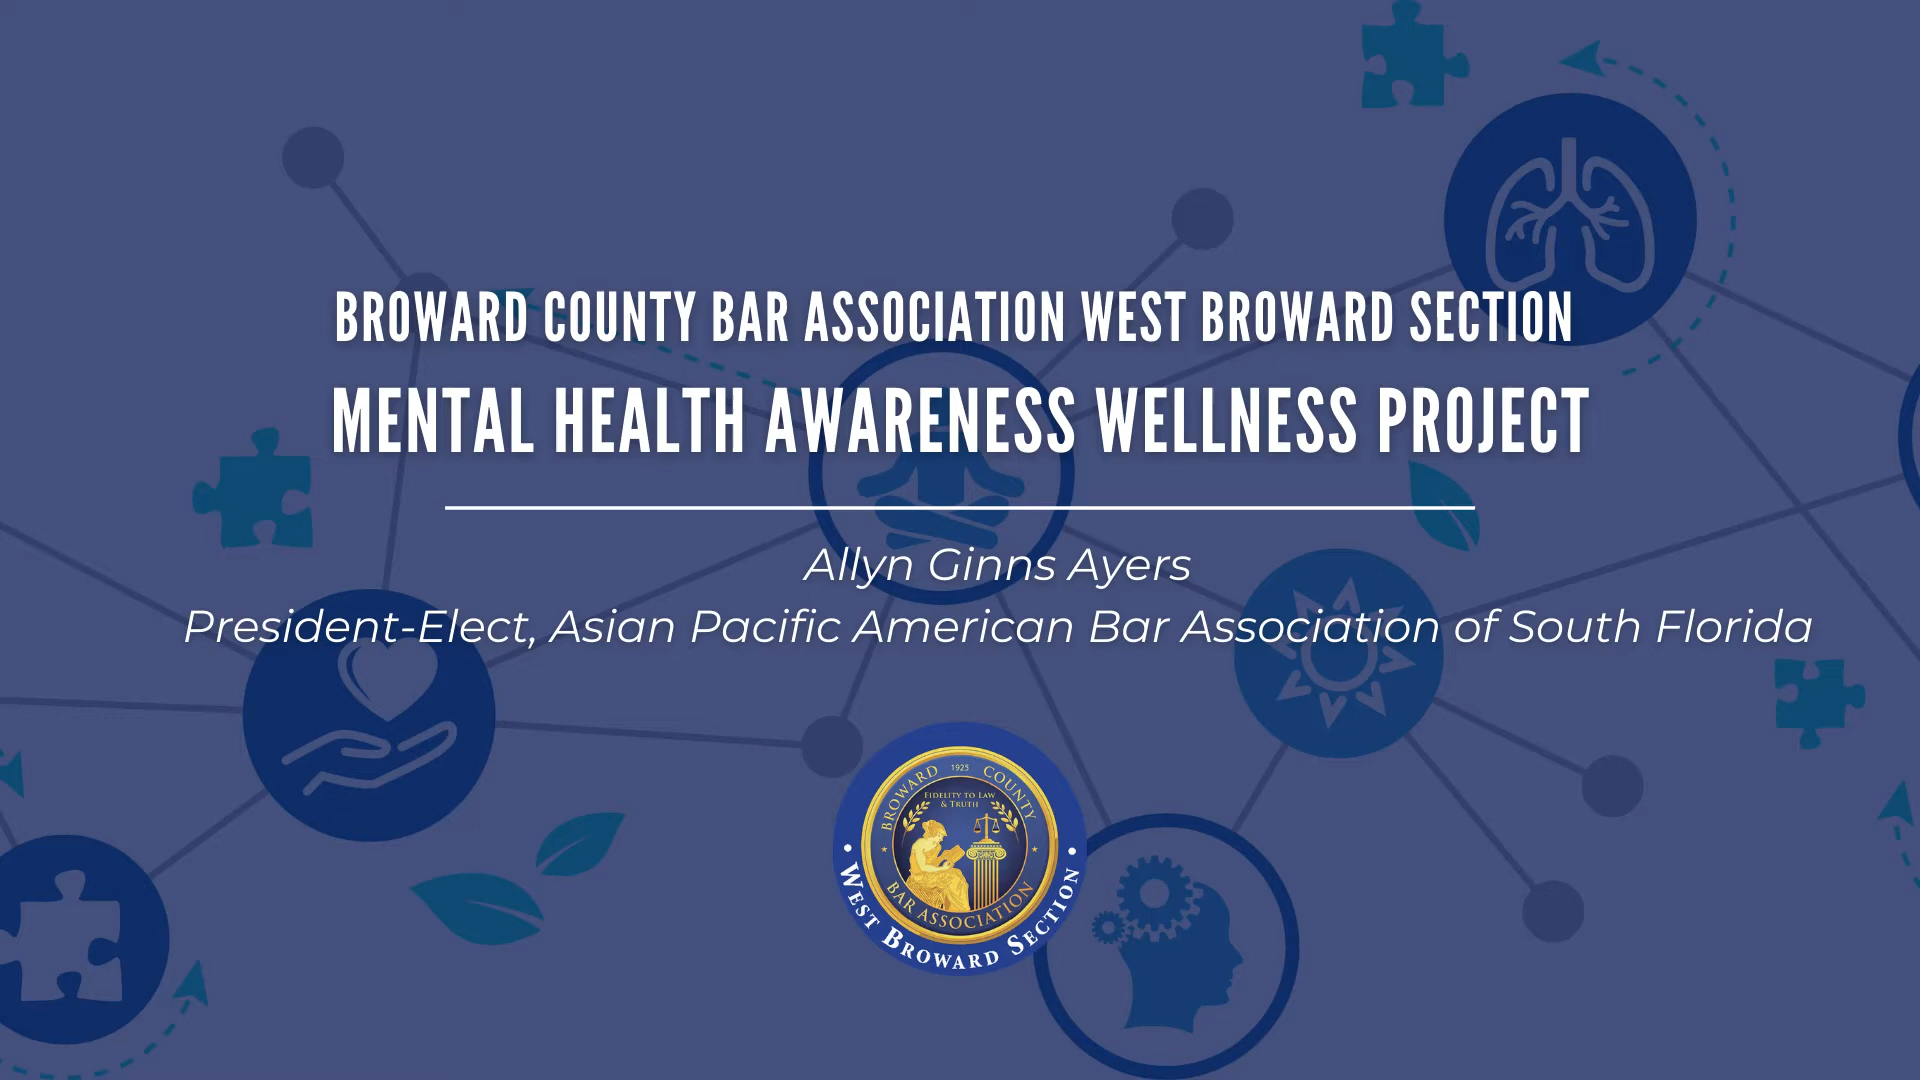 BROWARD COUNTY BAR ASSOCIATION WEST BROWARD SECTION
MENTAL HEALTH AWARENESS WELLNESS PROJECT
Allyn Ginns Ayers
President-Elect, Asian Pacific American Bar Association of South Florida
BROWARD 1925 COUNTY
FIDELITY TO LAW
& TRUTH
BAR ASSOCIATION
• WEST BROWARD SECTION •